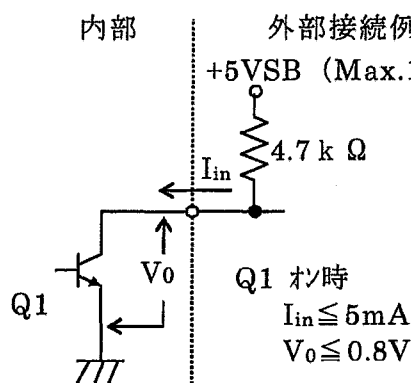 内部
外部接続例
+5VSB (Max.
4.7kΩ
Iin
V0
Q1
Q1 オン時
Iin≦5mA
V0≦0.8V